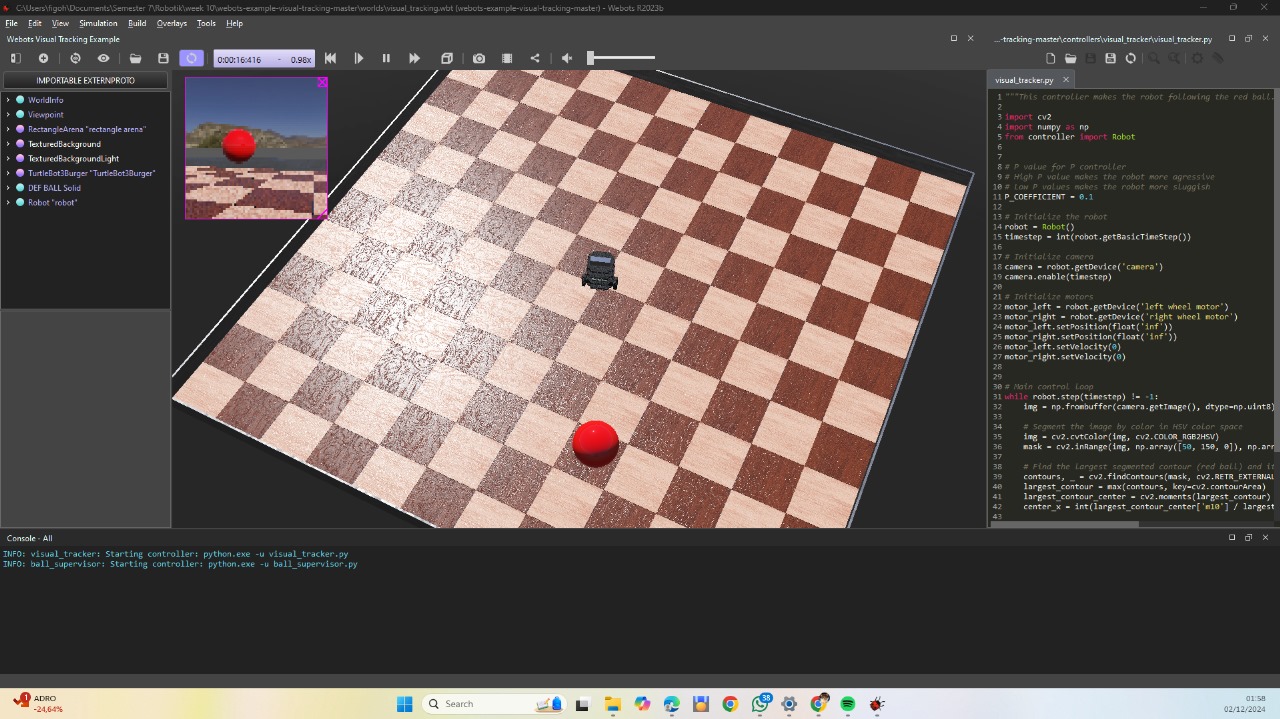 C:\Users\figoh\Documents\Semester 7\Robotik\week 10\webots-example-visual-tracking-master\worlds\visual_tracking.wbt (webots-example-visual-tracking-master) - Webots R2023b
File Edit View Simulation Build Overlays Tools Help
Webots Visual Tracking Example
...-tracking-master\controllers\visual_tracker\visual_tracker.py
0:00:16:416 - 0.98x
IMPORTABLE EXTERNPROTO
WorldInfo
Viewpoint
RectangleArena "rectangle arena"
TexturedBackground
TexturedBackgroundLight
TurtleBot3Burger "TurtleBot3Burger"
DEF BALL Solid
Robot "robot"
visual_tracker.py
1 """This controller makes the robot following the red ball.
2
3 import cv2
4 import numpy as np
5 from controller import Robot
6
7
8 # P value for P controller
9 # High P value makes the robot more agressive
10 # Low P values makes the robot more sluggish
11 P_COEFFICIENT = 0.1
12
13 # Initialize the robot
14 robot = Robot()
15 timestep = int(robot.getBasicTimeStep())
16
17 # Initialize camera
18 camera = robot.getDevice('camera')
19 camera.enable(timestep)
20
21 # Initialize motors
22 motor_left = robot.getDevice('left wheel motor')
23 motor_right = robot.getDevice('right wheel motor')
24 motor_left.setPosition(float('inf'))
25 motor_right.setPosition(float('inf'))
26 motor_left.setVelocity(0)
27 motor_right.setVelocity(0)
28
29
30 # Main control loop
31 while robot.step(timestep) != -1:
32 img = np.frombuffer(camera.getImage(), dtype=np.uint8
33
34 # Segment the image by color in HSV color space
35 img = cv2.cvtColor(img, cv2.COLOR_RGB2HSV)
36 mask = cv2.inRange(img, np.array([50, 150, 0]), np.arr
37
38 # Find the largest segmented contour (red ball) and it
39 contours, _ = cv2.findContours(mask, cv2.RETR_EXTERNAL
40 largest_contour = max(contours, key=cv2.contourArea)
41 largest_contour_center = cv2.moments(largest_contour)
42 center_x = int(largest_contour_center['m10'] / largest
43
Console - All
INFO: visual_tracker: Starting controller: python.exe -u visual_tracker.py
INFO: ball_supervisor: Starting controller: python.exe -u ball_supervisor.py
1
ADRO
-24,64%
Search
38
01:58
02/12/2024